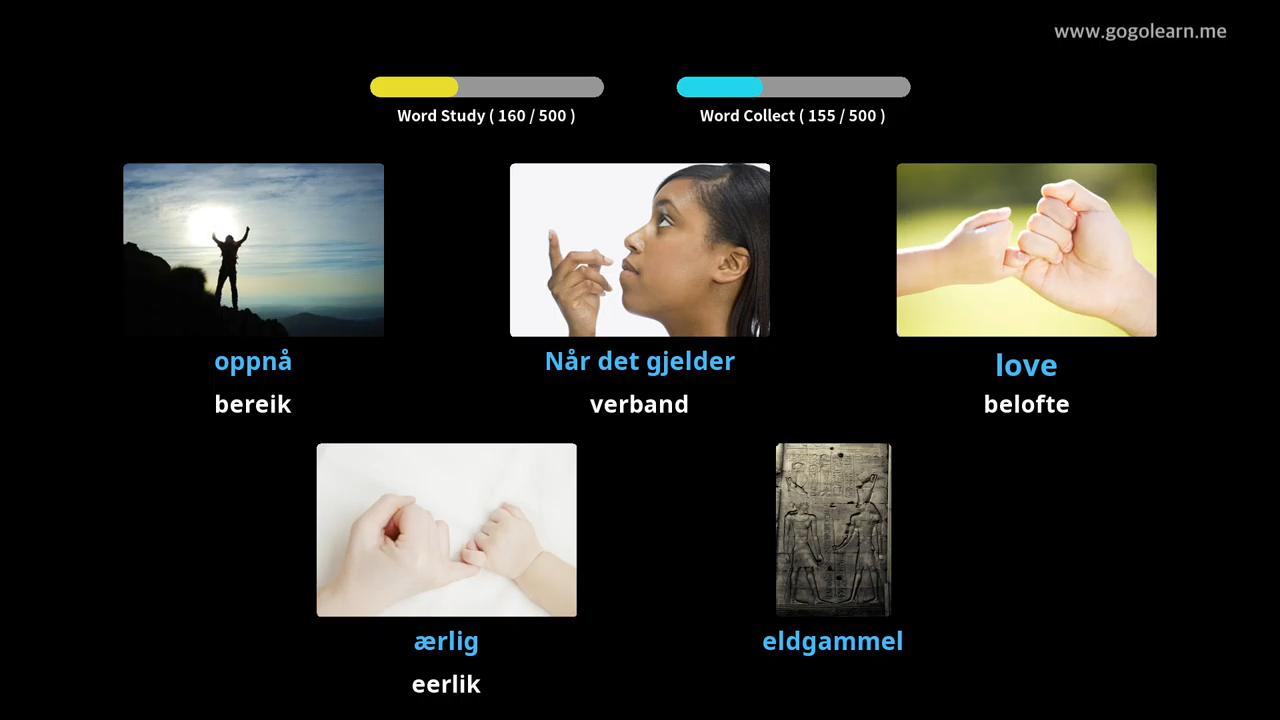 www.gogolearn.me
Word Study ( 160 / 500 )
Word Collect ( 155 / 500 )
oppnå
Når det gjelder
love
bereik
verband
belofte
ærlig
eldgammel
eerlik